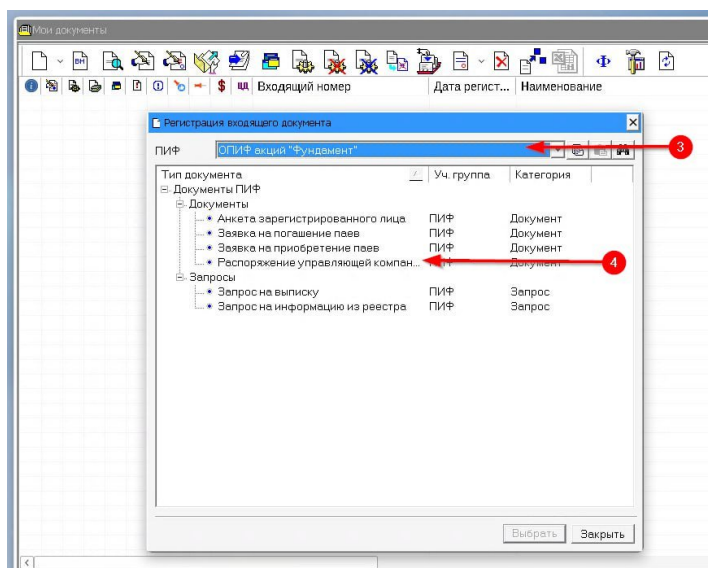 Мои документы
ВН
$ ЦД Входящий номер Дата регист... Наименование
Регистрация входящего документа
ПИФ ОПИФ акций "Фундамент" 3
Тип документа Уч. группа Категория
Документы ПИФ
Документы
Анкета зарегистрированного лица ПИФ Документ
Заявка на погашение паев ПИФ Документ
Заявка на приобретение паев ПИФ Документ
Распоряжение управляющей компан... ПИФ Документ 4
Запросы
Запрос на выписку ПИФ Запрос
Запрос на информацию из реестра ПИФ Запрос
Выбрать Закрыть